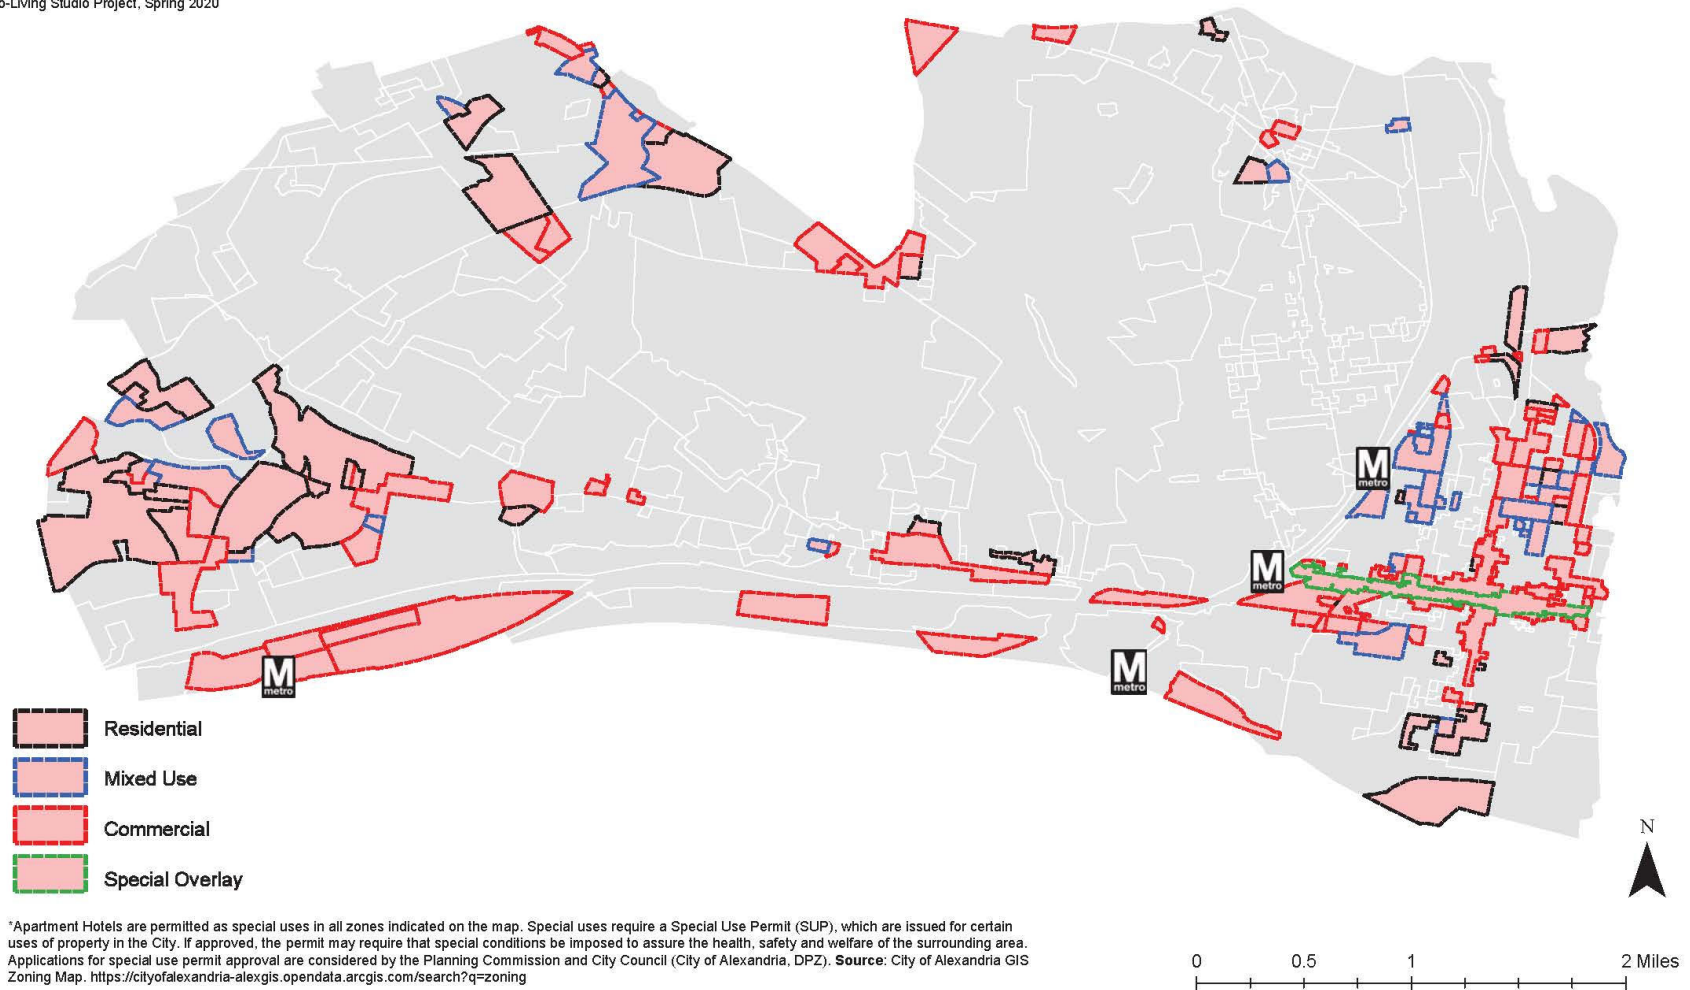 o-Living Studio Project, Spring 2020
M
metro
M
metro
M
metro
M
metro
Residential
Mixed Use
Commercial
Special Overlay
N
*Apartment Hotels are permitted as special uses in all zones indicated on the map. Special uses require a Special Use Permit (SUP), which are issued for certain
uses of property in the City. If approved, the permit may require that special conditions be imposed to assure the health, safety and welfare of the surrounding area.
Applications for special use permit approval are considered by the Planning Commission and City Council (City of Alexandria, DPZ). Source: City of Alexandria GIS
Zoning Map. https://cityofalexandria-alexgis.opendata.arcgis.com/search?q=zoning
0 0.5 1 2 Miles